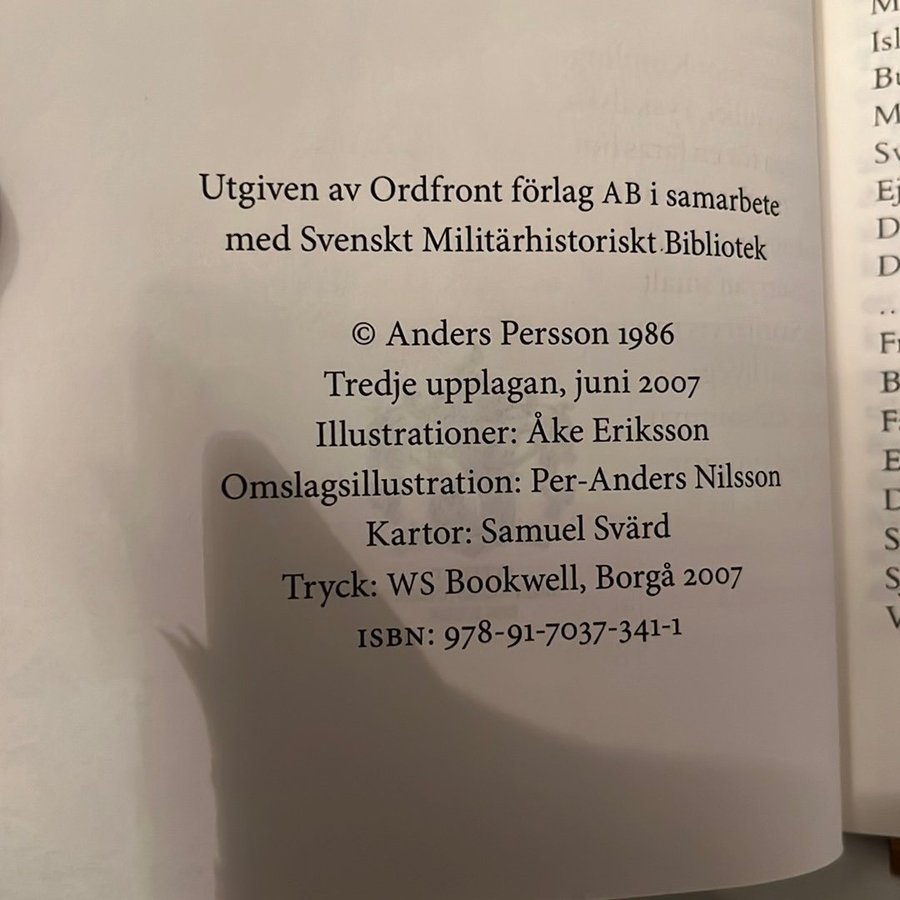 Utgiven av Ordfront förlag AB i samarbete
med Svenskt Militärhistoriskt Bibliotek
© Anders Persson 1986
Tredje upplagan, juni 2007
Illustrationer: Åke Eriksson
Omslagsillustration: Per-Anders Nilsson
Kartor: Samuel Svärd
Tryck: WS Bookwell, Borgå 2007
ISBN: 978-91-7037-341-1